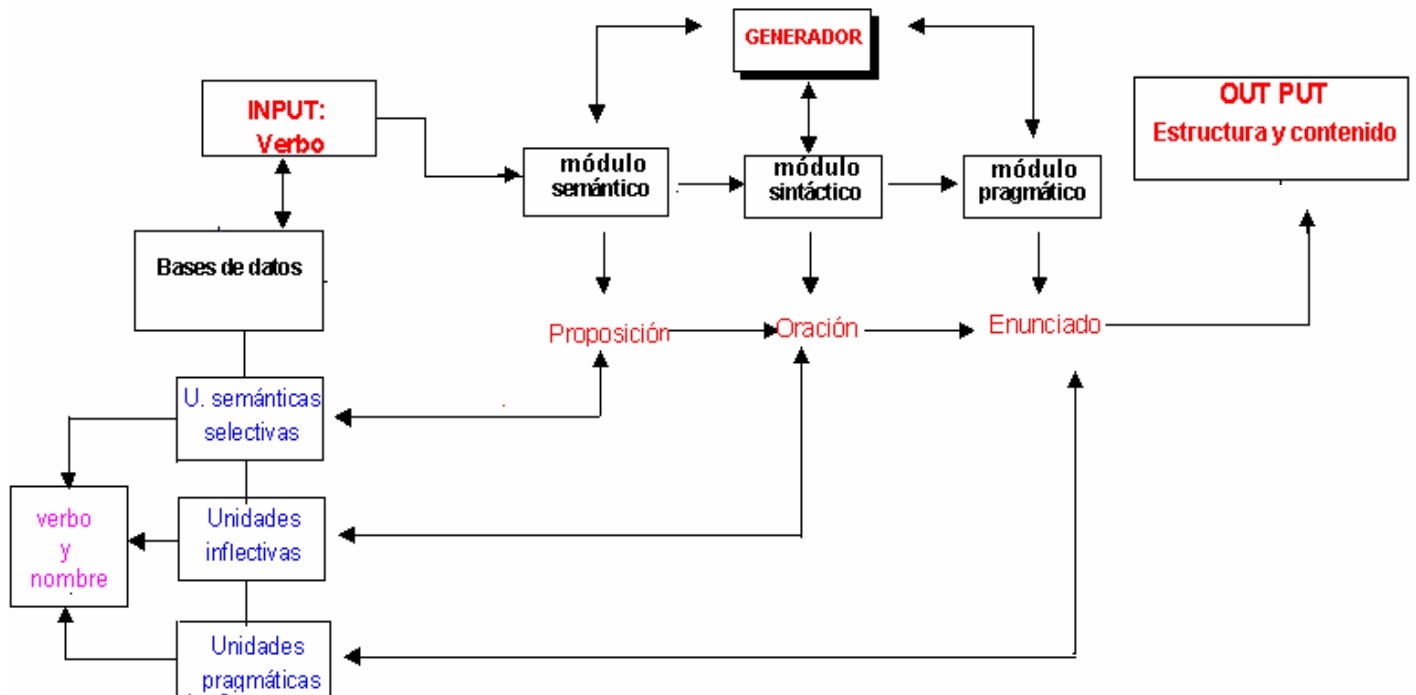 GENERADOR
INPUT:
Verbo
OUT PUT
Estructura y contenido
módulo
semántico
módulo
sintáctico
módulo
pragmático
Bases de datos
Proposición
Oración
Enunciado
U. semánticas
selectivas
verbo
y
nombre
Unidades
inflectivas
Unidades
pragmáticas